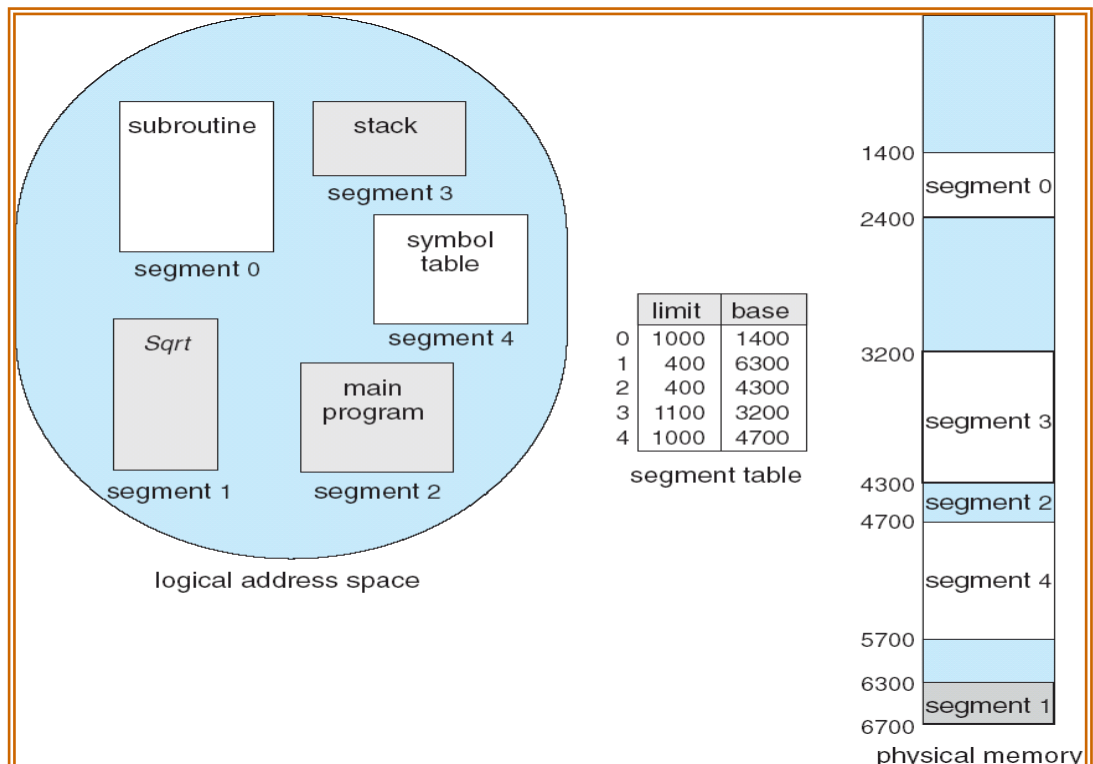 subroutine
segment 0
stack
segment 3
symbol
table
segment 4
Sqrt
segment 1
main
program
segment 2
logical address space
limit base
0 1000 1400
1 400 6300
2 400 4300
3 1100 3200
4 1000 4700
segment table
1400
segment 0
2400
3200
segment 3
4300
segment 2
4700
segment 4
5700
6300
segment 1
6700
physical memory